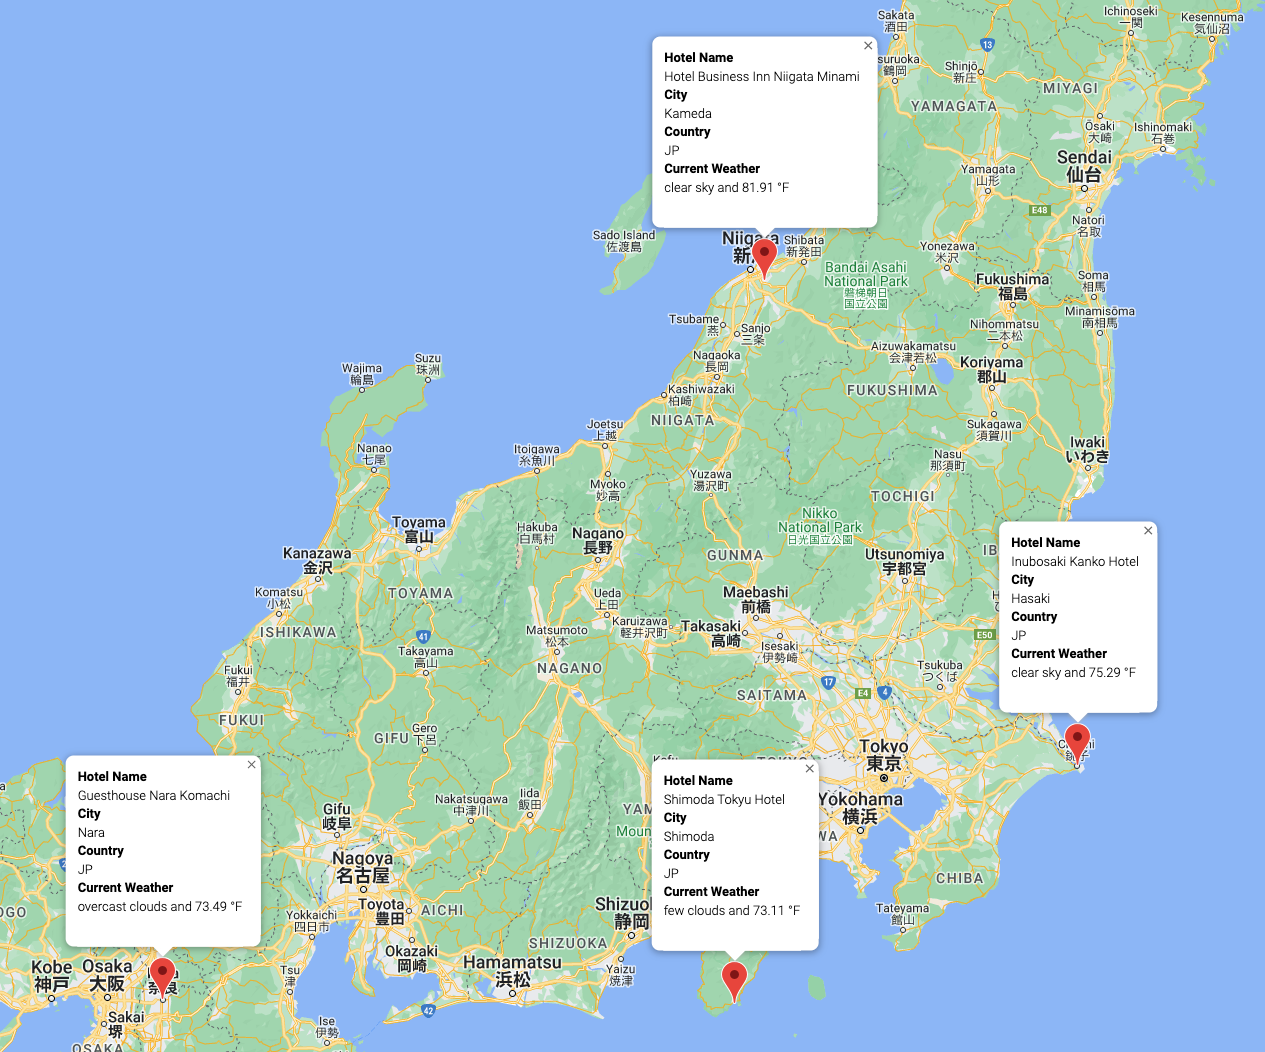 Sakata
酒田
Ichinoseki
一関
Kesennuma
気仙沼
13
Hotel Name
Hotel Business Inn Niigata Minami
City
Kameda
Country
JP
Current Weather
clear sky and 81.91 °F
suruoka
鶴岡
Shinjō
新庄
MIYAGI
YAMAGATA
Osaki
大崎
Ishinomaki
石巻
Sendai
仙台
Yamagata
山形
E48
Natori
名取
Sado Island
佐渡島
Niigata
Shibata
新発田
Yonezawa
米沢
Bandai Asahi
National Park
磐梯朝日
国立公園
Fukushima
福島
Soma
相馬
Minamisōma
南相馬
Tsubame
燕
Sanjo
三条
Nihommatsu
二本松
Nagaoka
長岡
Aizuwakamatsu
会津若松
Koriyama
郡山
Wajima
輪島
Suzu
珠洲
Kashiwazaki
柏崎
FUKUSHIMA
NIIGATA
Joetsu
上越
Sukagawa
須賀川
Nanao
七尾
Itoigawa
糸魚川
Iwaki
いわき
Nasu
那須町
Yuzawa
湯沢町
Myoko
妙高
TOCHIGI
Toyama
富山
Hakuba
白馬村
Nagano
長野
Nikko
National Park
日光国立公園
Kanazawa
金沢
GUNMA
Utsunomiya
宇都宮
IB
Hotel Name
Inubosaki Kanko Hotel
City
Hasaki
Country
JP
Current Weather
clear sky and 75.29 °F
Komatsu
小松
TOYAMA
Ueda
上田
Maebashi
前橋
Karuizawa
軽井沢町
Takasaki
高崎
Isesaki
伊勢崎
E50
ISHIKAWA
41
Matsumoto
松本
Takayama
高山
NAGANO
Fukui
福井
Tsukuba
つくば
17
E4
4
SAITAMA
FUKUI
GIFU
Gero
下呂
Tokyo
東京
Hotel Name
Guesthouse Nara Komachi
City
Nara
Country
JP
Current Weather
overcast clouds and 73.49 °F
Hotel Name
Shimoda Tokyu Hotel
City
Shimoda
Country
JP
Current Weather
few clouds and 73.11 °F
Nakatsugawa
中津川
Iida
飯田
YAM
Moun
Yokohama
横浜
WA
Gifu
岐阜
Nagoya
名古屋
CHIBA
Toyota
豊田
AICHI
OGO
Yokkaichi
四日市
Shizuo
静岡
Tateyama
館山
SHIZUOKA
Okazaki
岡崎
Hamamatsu
浜松
Yaizu
焼津
Kobe
神戸
Osaka
大阪
Tsu
津
42
Sakai
堺
Ise
伊勢
OSAKA